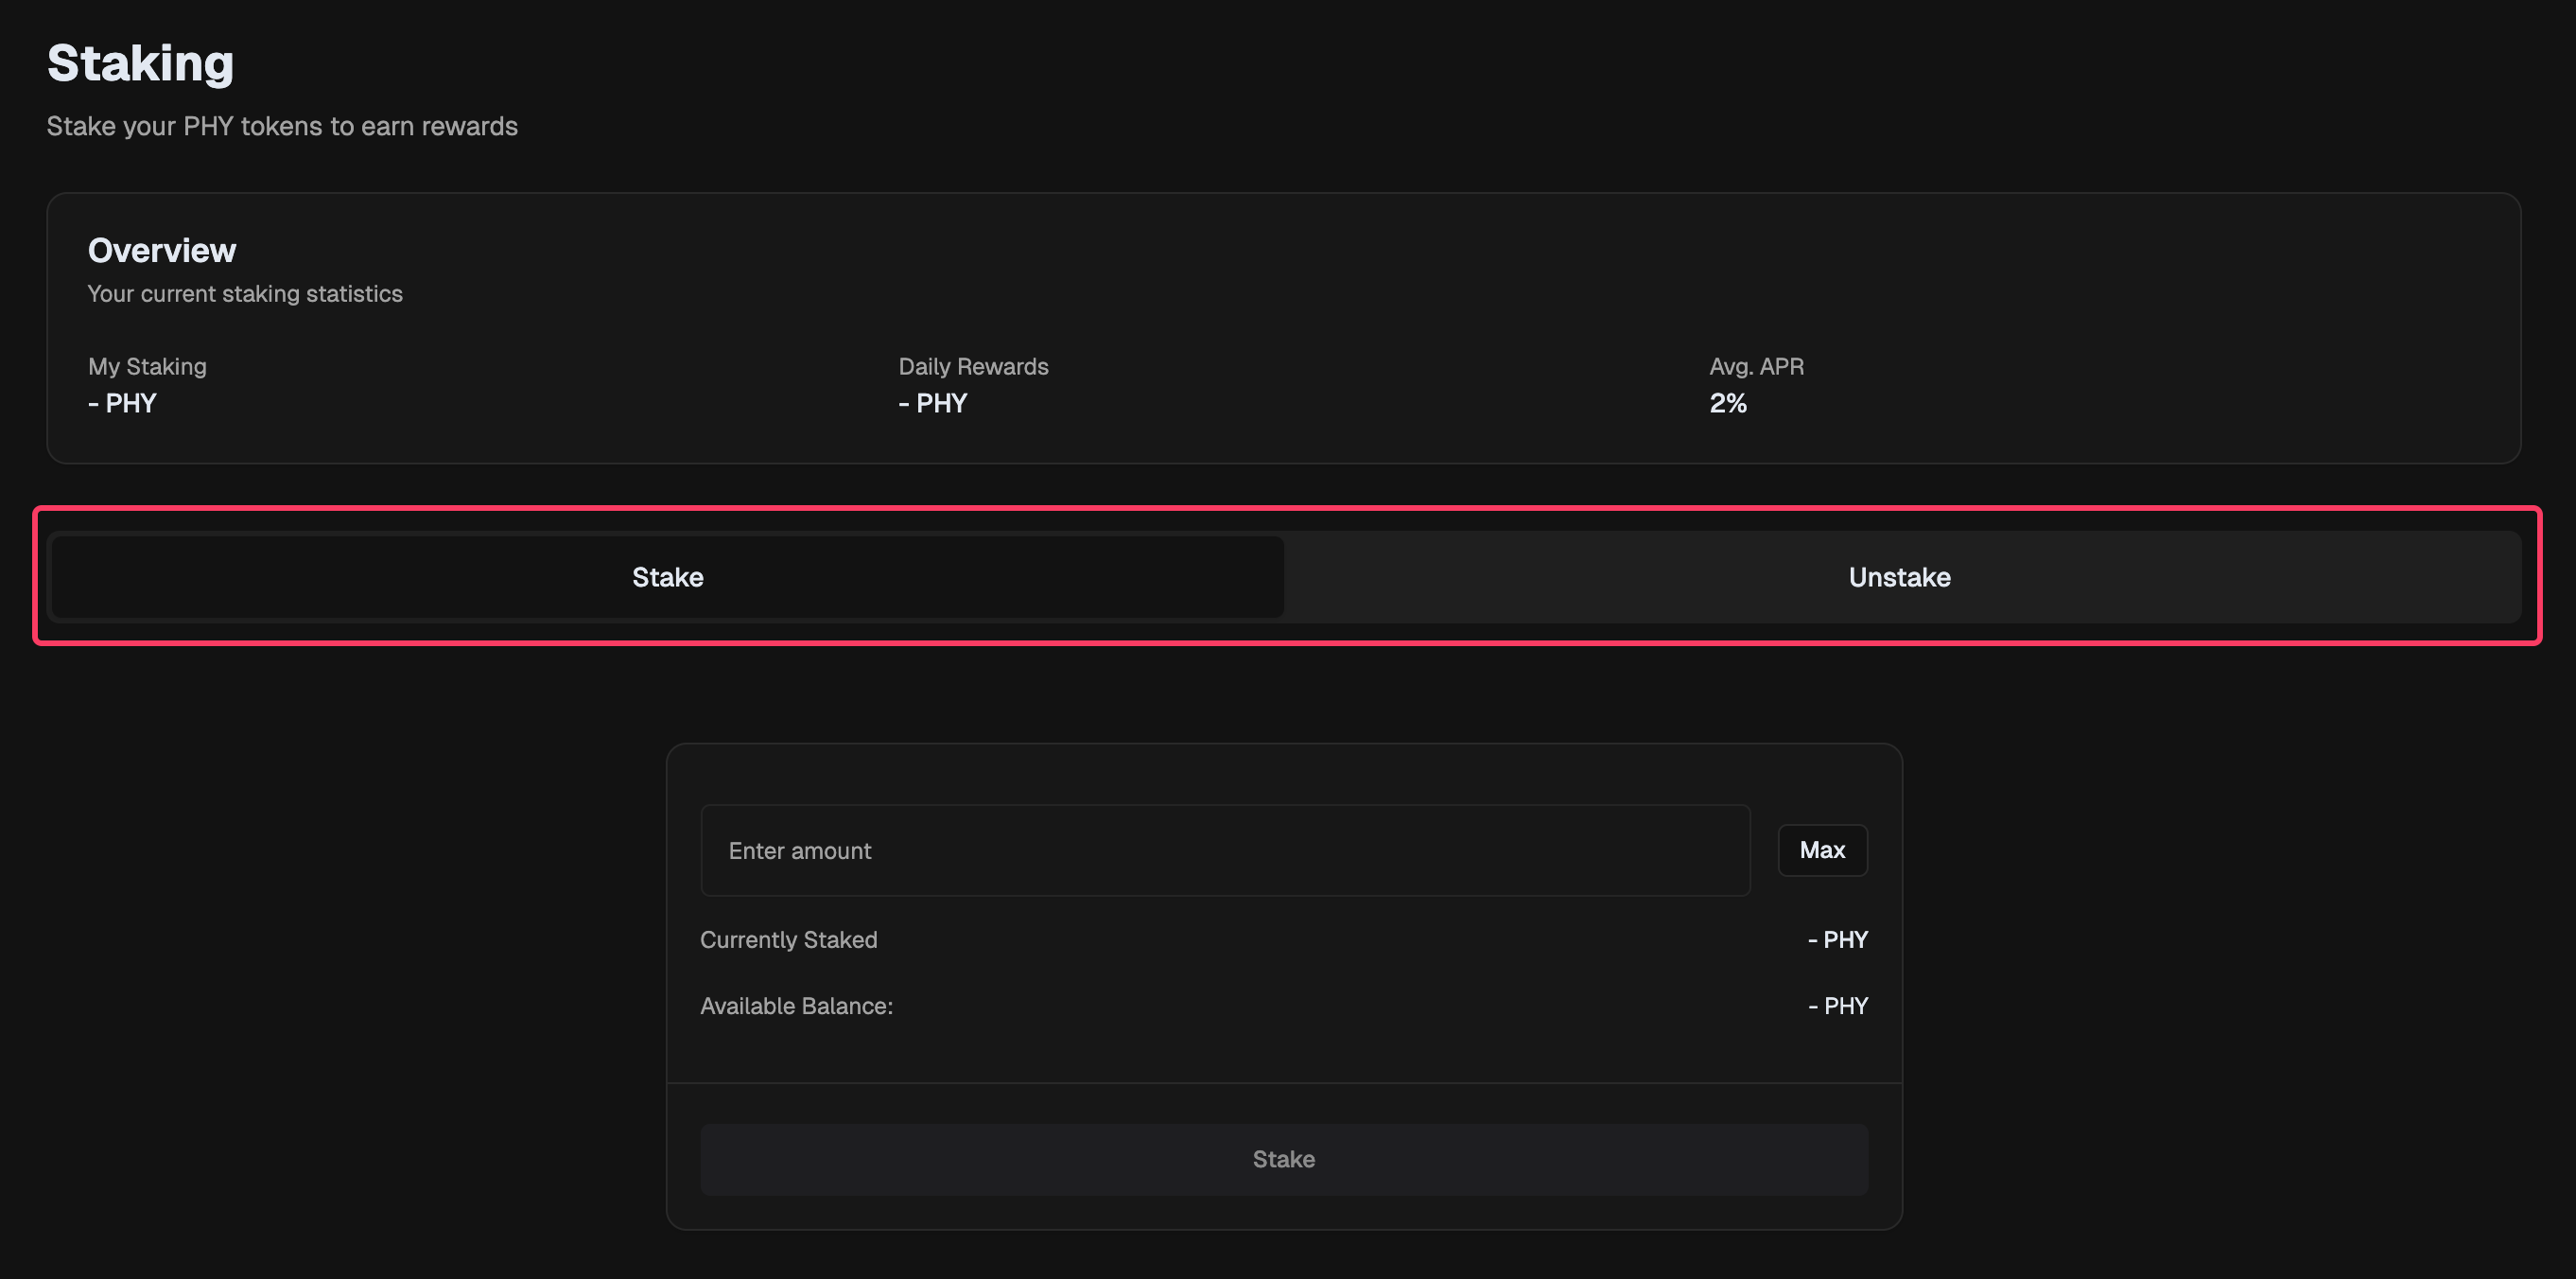 Staking
Stake your PHY tokens to earn rewards
Overview
Your current staking statistics
My Staking
- PHY
Daily Rewards
- PHY
Avg. APR
2%
Stake
Unstake
Enter amount
Max
Currently Staked
- PHY
Available Balance:
- PHY
Stake